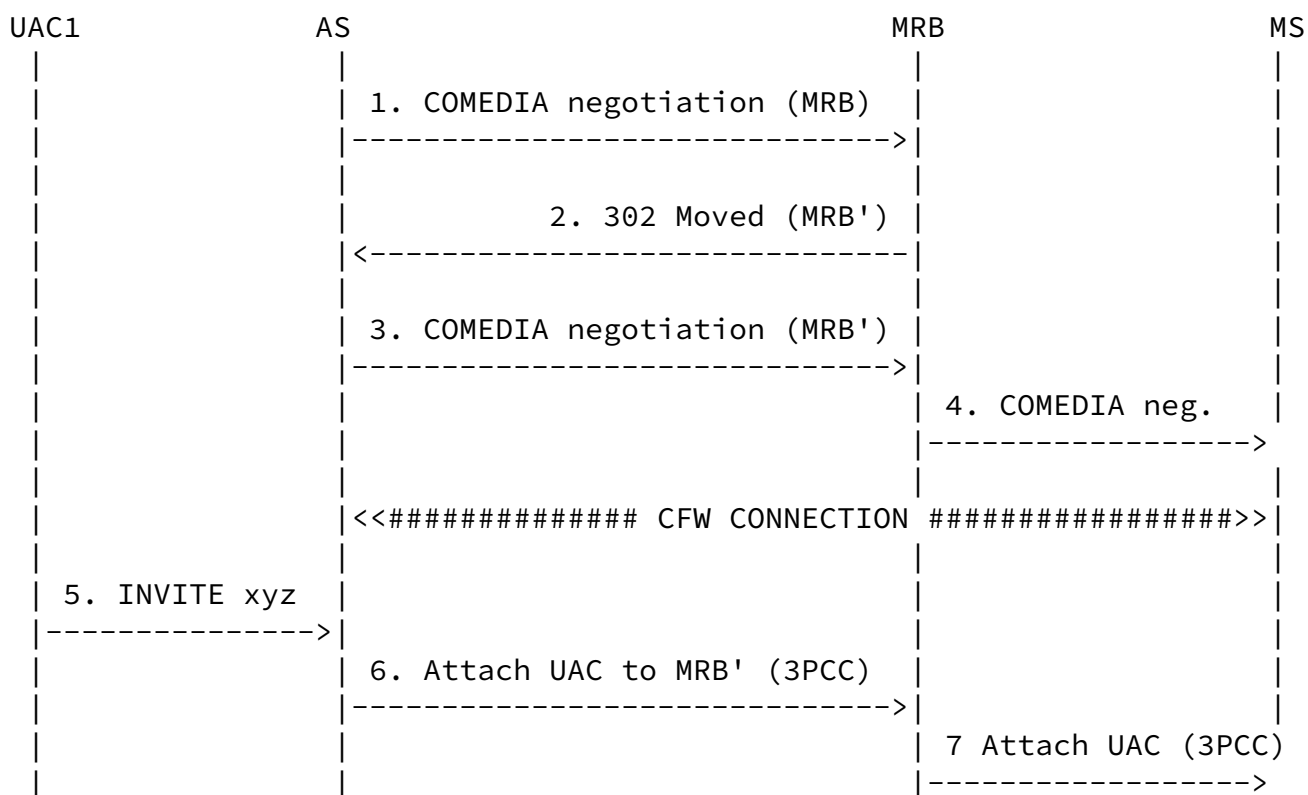 UAC1 AS MRB MS
1. COMEDIA negotiation (MRB)
2. 302 Moved (MRB')
3. COMEDIA negotiation (MRB')
4. COMEDIA neg.
<<############## CFW CONNECTION #################>>
5. INVITE xyz
6. Attach UAC to MRB' (3PCC)
7 Attach UAC (3PCC)